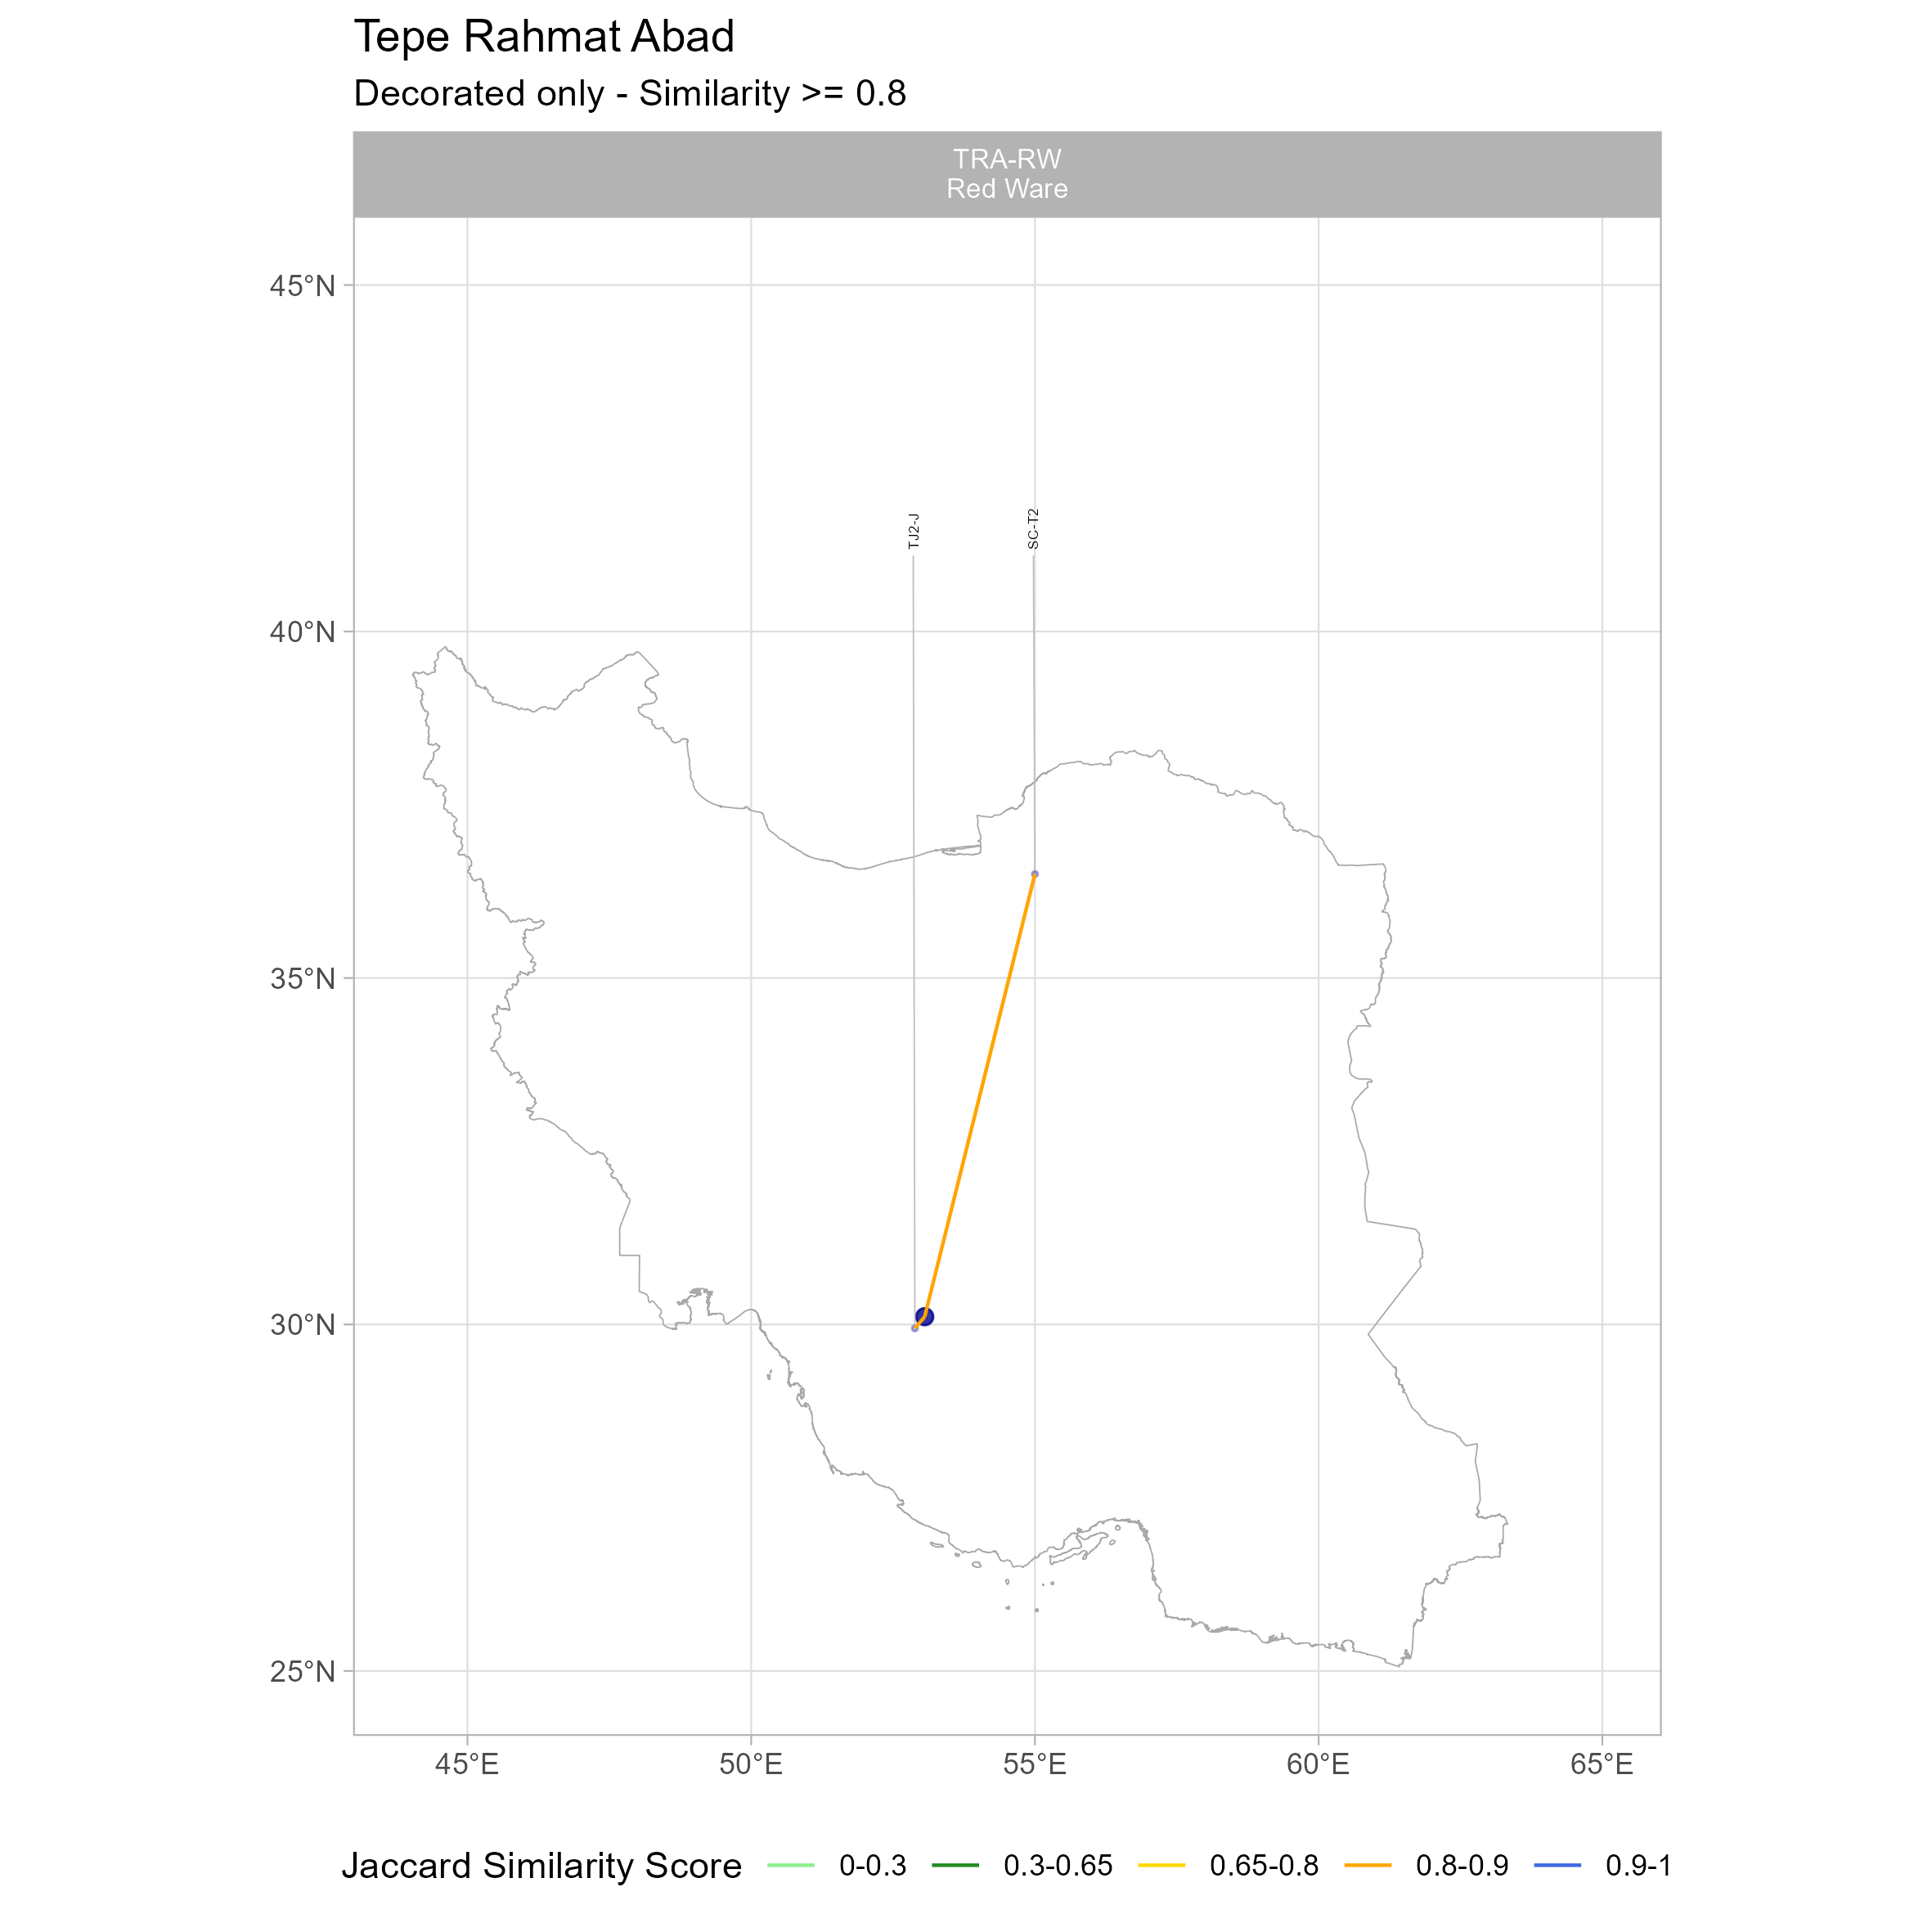 Tepe Rahmat Abad
Decorated only - Similarity >= 0.8
TRA-RW
Red Ware
45°N
40°N
35°N
30°N
25°N
TJ2-J
SC-T2
45°E
50°E
55°E
60°E
65°E
Jaccard Similarity Score 0-0.3 0.3-0.65 0.65-0.8 0.8-0.9 0.9-1